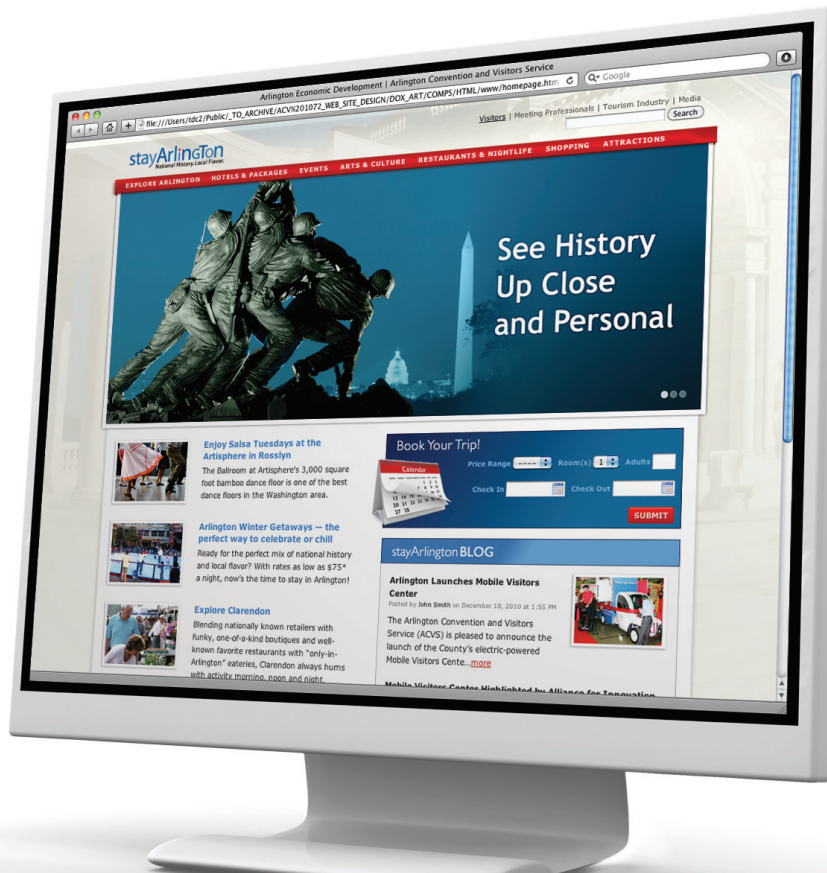 Arlington Economic Development | Arlington Convention and Visitors Service
file:///Users/tdc2/Public/_TO_ARCHIVE/ACV%201072_WEB_SITE_DESIGN/DOX_ART/COMPS/HTML/www/homepage.htm
Google
Visitors | Meeting Professionals | Tourism Industry | Media
Search
stayArlingTon
National History. Local Flavor.
EXPLORE ARLINGTON HOTELS & PACKAGES EVENTS ARTS & CULTURE RESTAURANTS & NIGHTLIFE SHOPPING ATTRACTIONS
See History
Up Close
and Personal
Enjoy Salsa Tuesdays at the
Artisphere in Rosslyn
The Ballroom at Artisphere's 3,000 square
foot bamboo dance floor is one of the best
dance floors in the Washington area.
Arlington Winter Getaways — the
perfect way to celebrate or chill
Ready for the perfect mix of national history
and local flavor? With rates as low as $75*
a night, now's the time to stay in Arlington!
Explore Clarendon
Blending nationally known retailers with
funky, one-of-a-kind boutiques and well-
known favorite restaurants with "only-in-
Arlington" eateries, Clarendon always hums
with activity morning, noon and night.
Book Your Trip!
Calendar
Price Range ----- Room(s) 1 Adults
Check In Check Out
SUBMIT
stayArlington BLOG
Arlington Launches Mobile Visitors
Center
Posted by John Smith on December 10, 2010 at 1:55 PM
The Arlington Convention and Visitors
Service (ACVS) is pleased to announce the
launch of the County's electric-powered
Mobile Visitors Cente...more
Mobile Visitors Center Highlighted by Alliance for Innovation